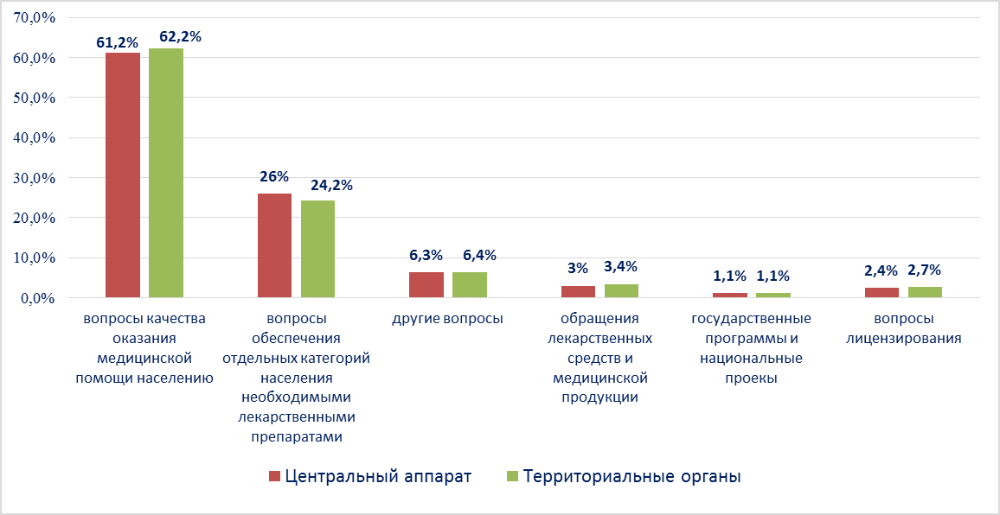 70,0%
60,0%
50,0%
40,0%
30,0%
20,0%
10,0%
0,0%
61,2%
62,2%
26%
24,2%
6,3%
6,4%
3%
3,4%
1,1%
1,1%
2,4%
2,7%
вопросы качества
оказания
медицинской
помощи населению
вопросы
обеспечения
отдельных категорий
населения
необходимыми
лекарственными
препаратами
другие вопросы
обращения
лекарственных
средств и
медицинской
продукции
государственные
программы и
национальные
проекы
вопросы
лицензирования
Центральный аппарат
Территориальные органы